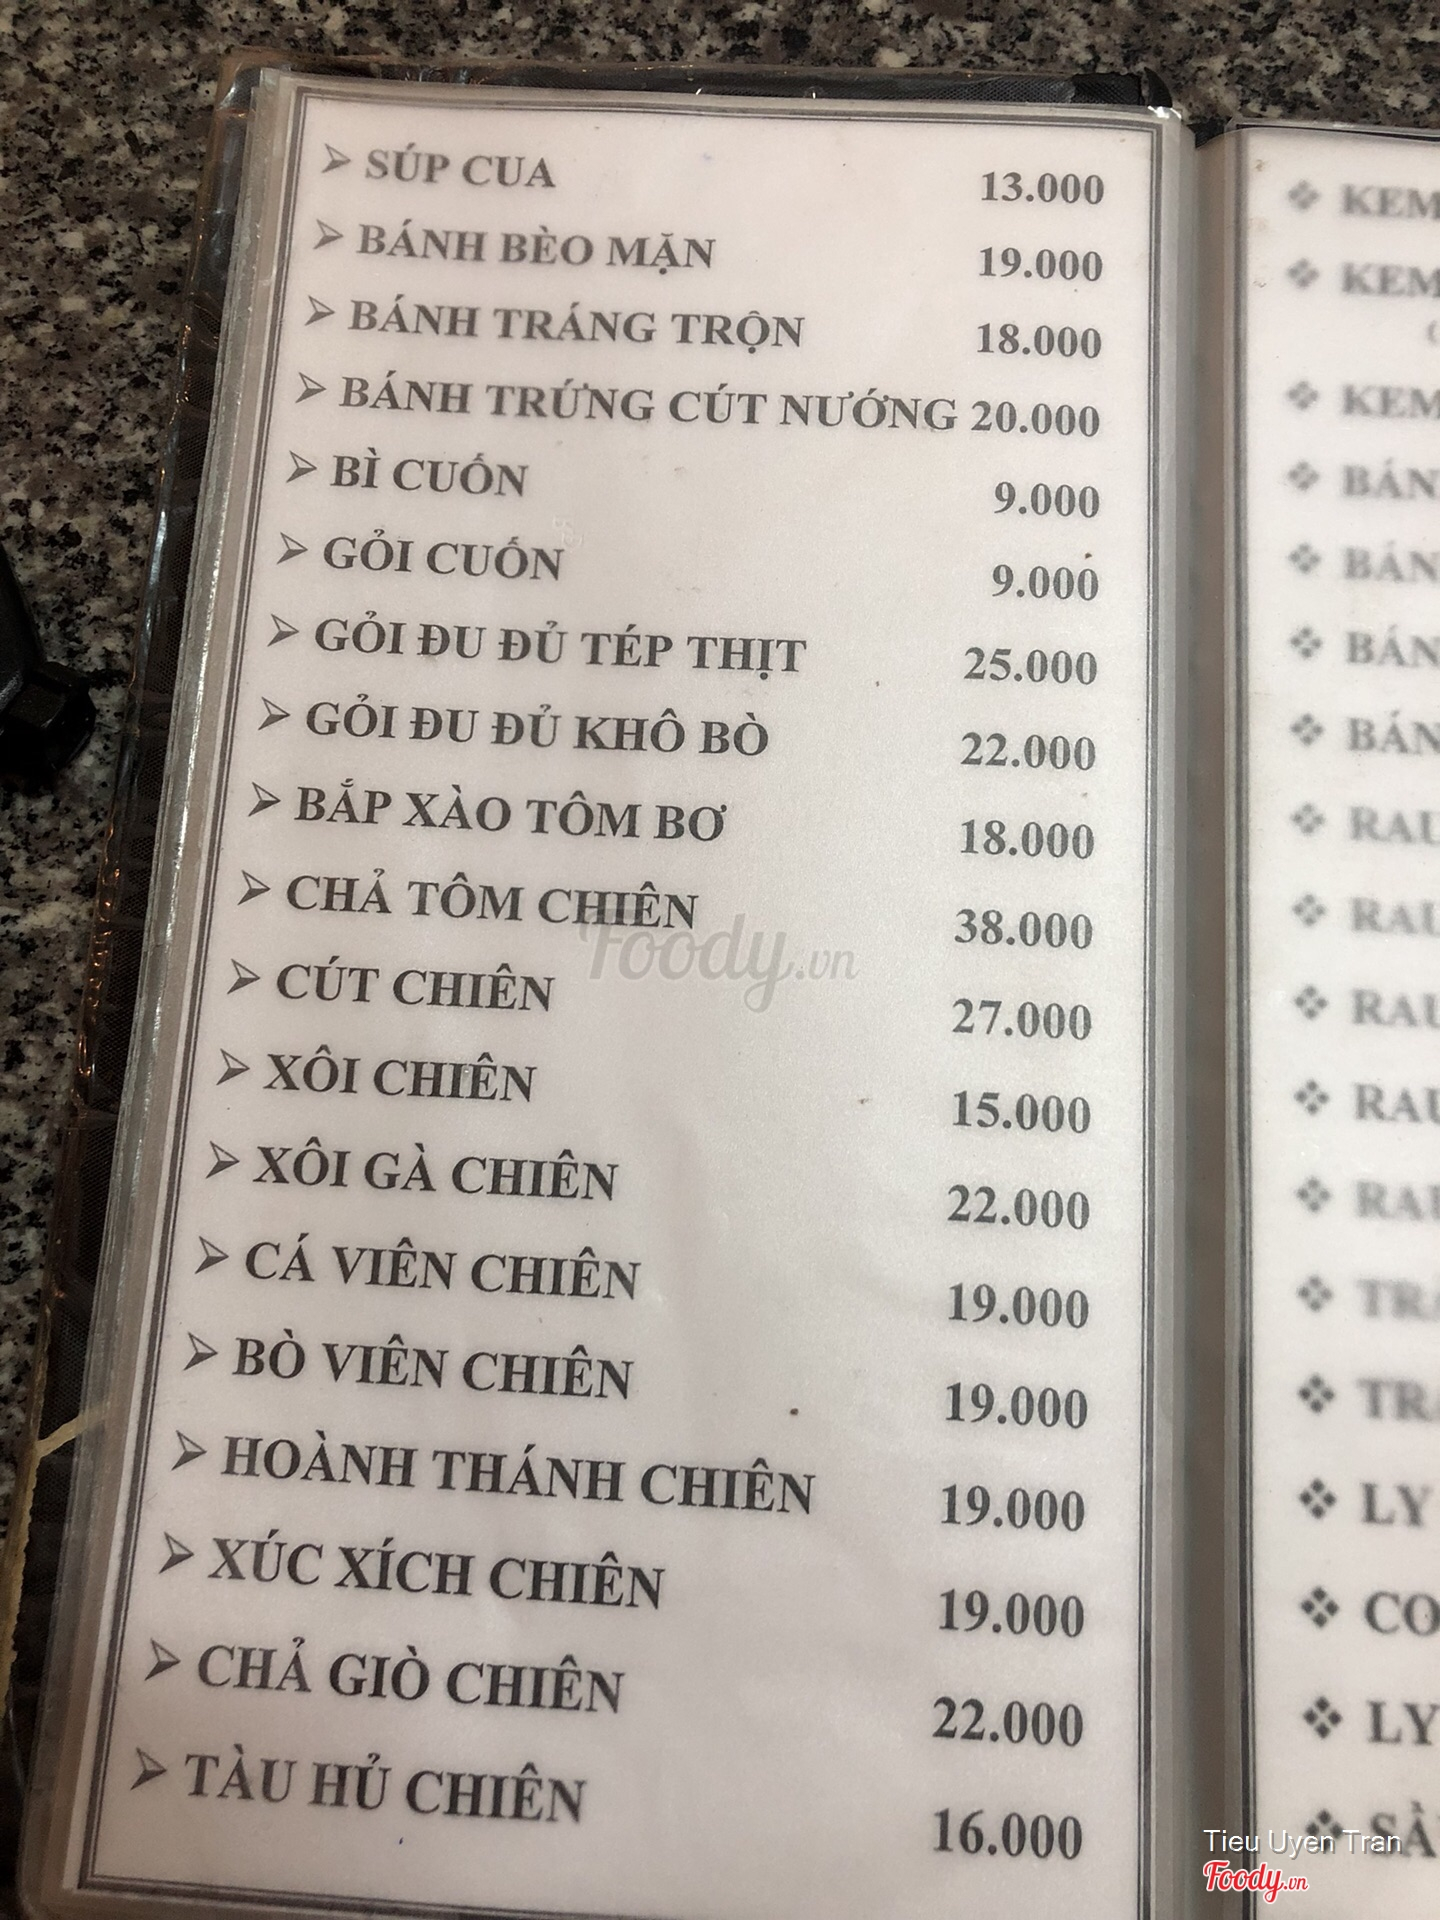 SÚP CUA 13.000
BÁNH BÈO MẶN 19.000
BÁNH TRÁNG TRỘN 18.000
BÁNH TRỨNG CÚT NƯỚNG 20.000
BÌ CUỐN 9.000
GỎI CUỐN 9.000
GỎI ĐU ĐỦ TÉP THỊT 25.000
GỎI ĐU ĐỦ KHÔ BÒ 22.000
BẮP XÀO TÔM BƠ 18.000
CHẢ TÔM CHIÊN 38.000
Foody.vn
CÚT CHIÊN 27.000
XÔI CHIÊN 15.000
XÔI GÀ CHIÊN 22.000
CÁ VIÊN CHIÊN 19.000
BÒ VIÊN CHIÊN 19.000
HOÀNH THÁNH CHIÊN 19.000
XÚC XÍCH CHIÊN 19.000
CHẢ GIÒ CHIÊN 22.000
TÀU HỦ CHIÊN 16.000
KEM
KEM
KEM
LY
LY
Tieu Uyen Tran
Foody.vn